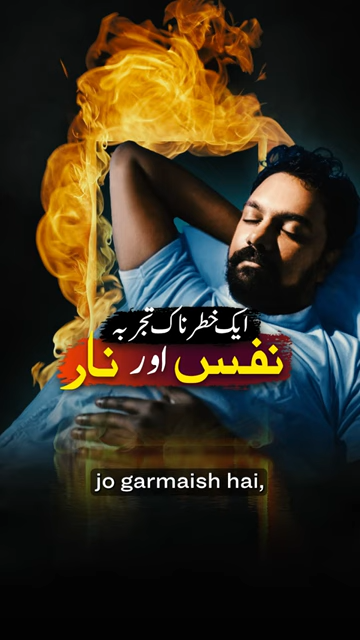 ایک خطرناک تجربہ
نفس اور نار
jo garmaish hai,